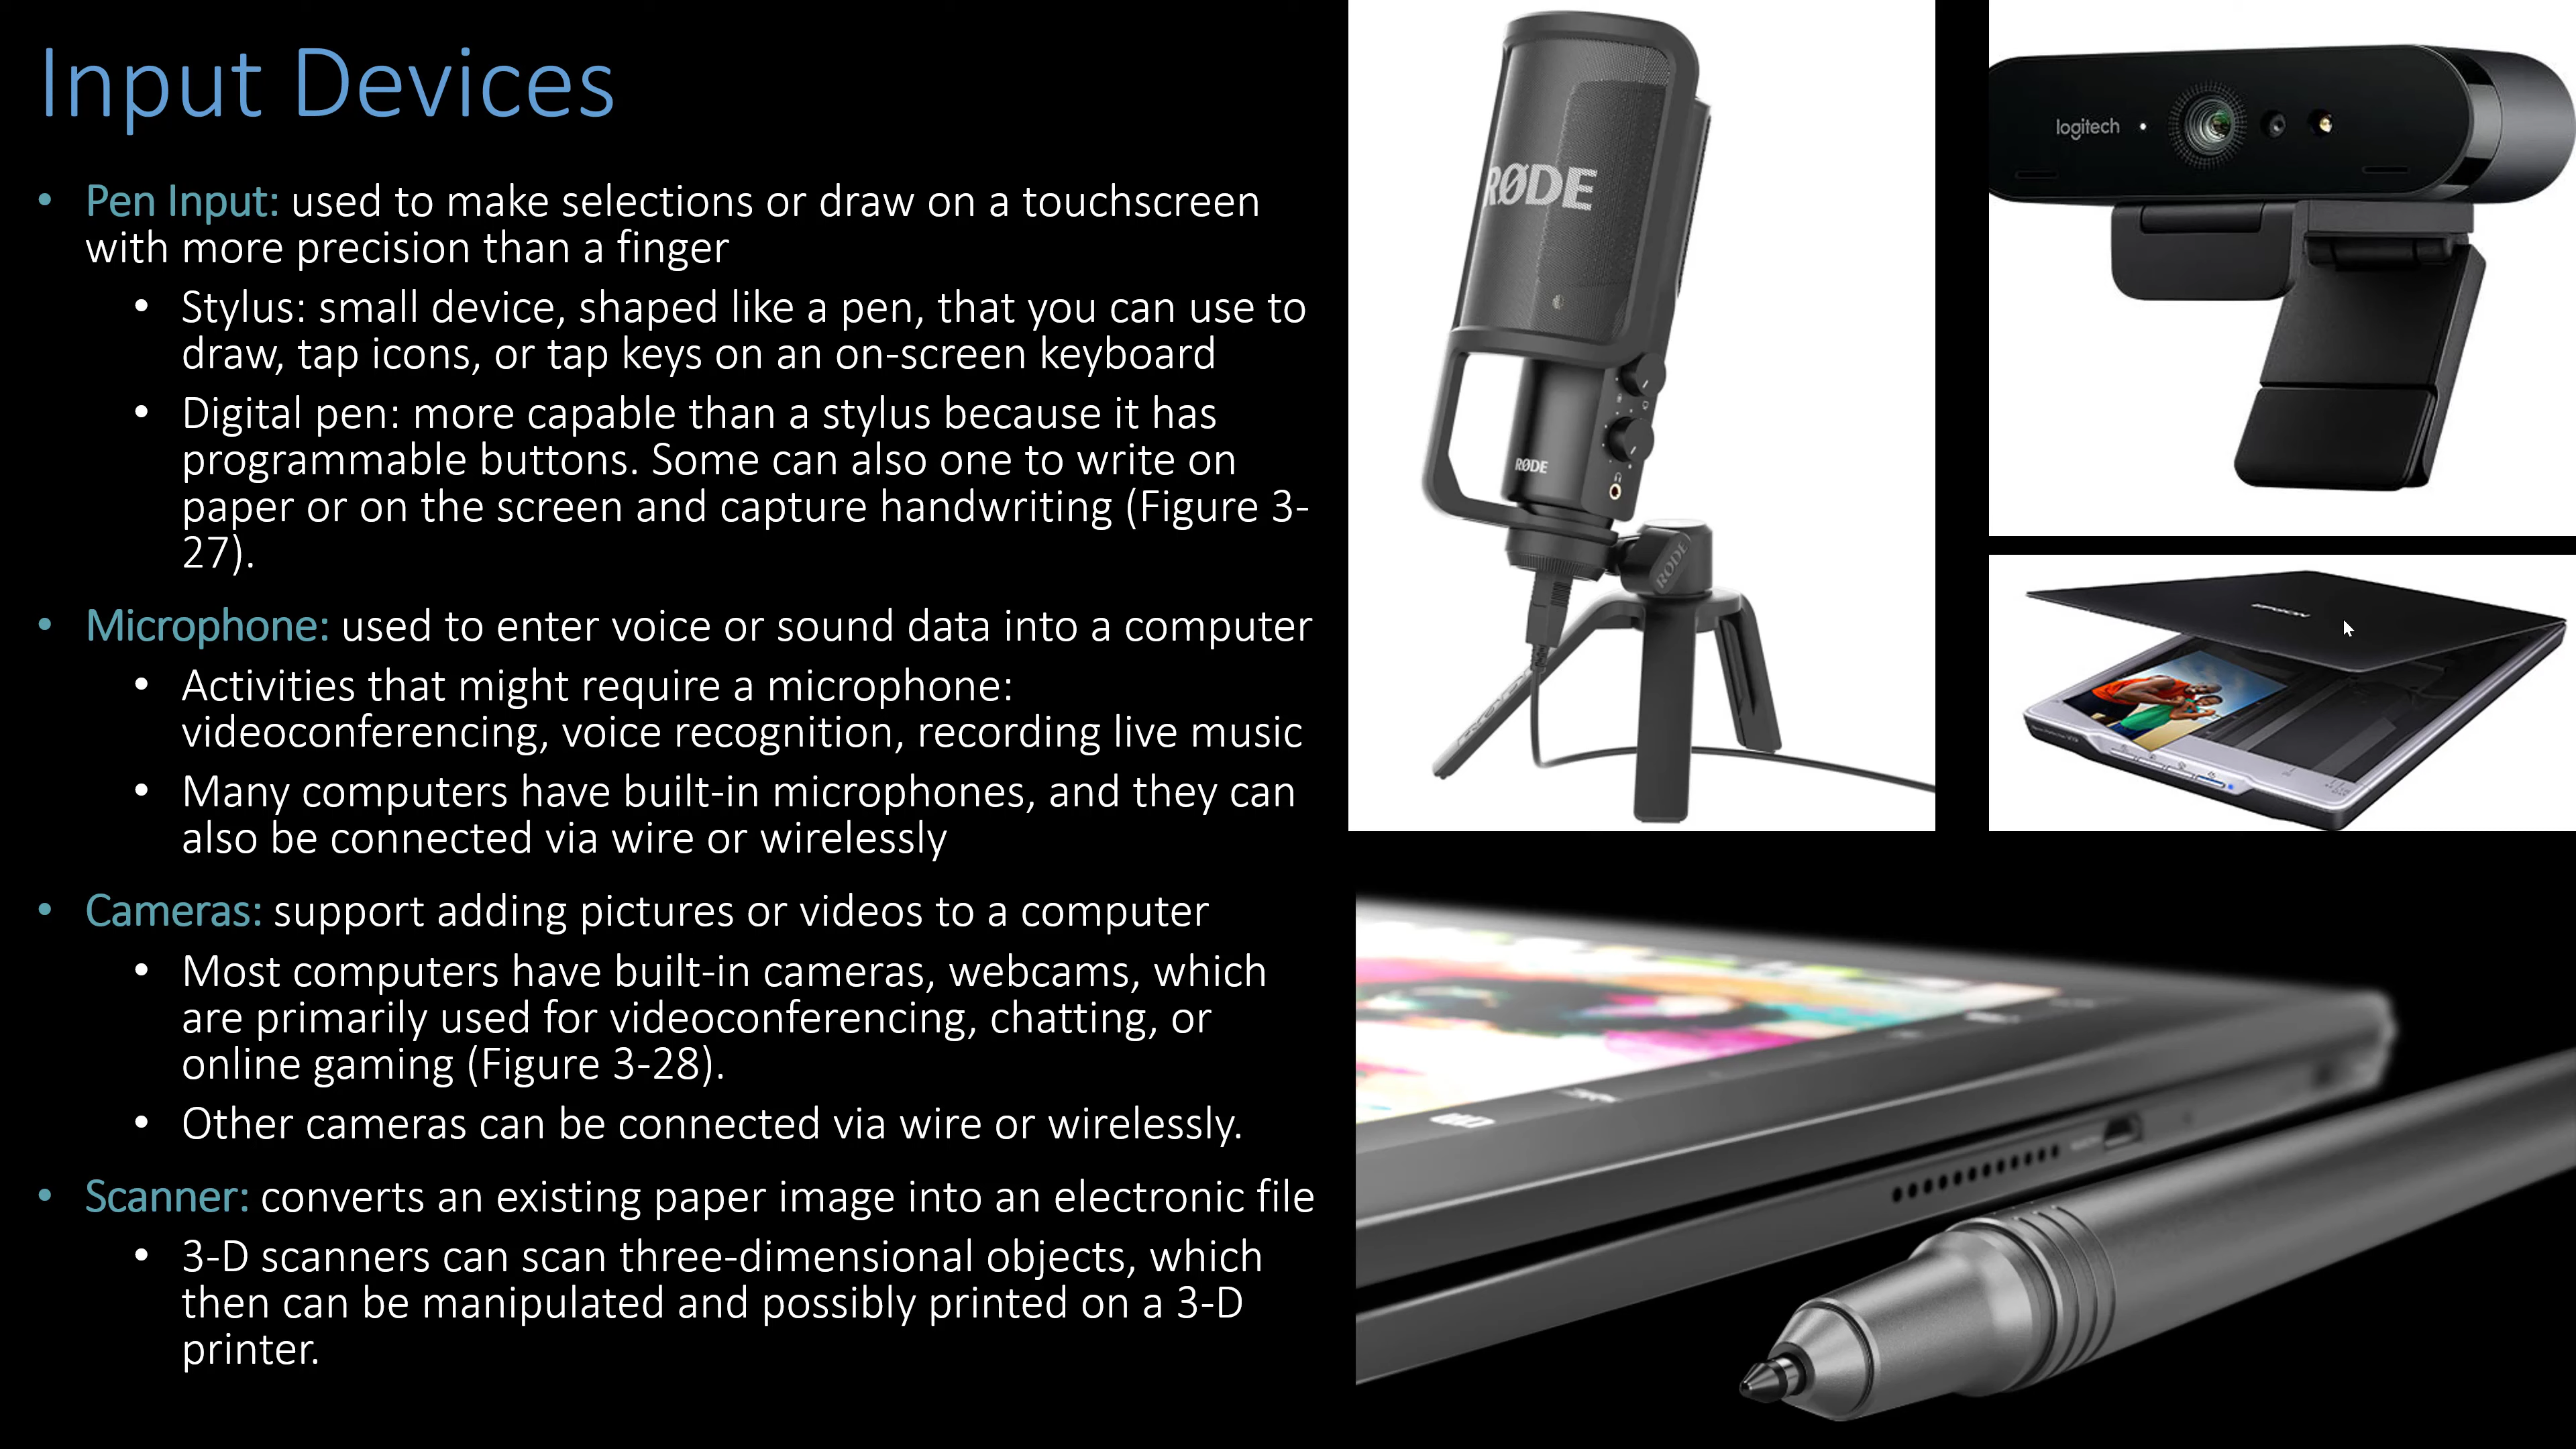 Input Devices
• Pen Input: used to make selections or draw on a touchscreen
with more precision than a finger
• Stylus: small device, shaped like a pen, that you can use to
draw, tap icons, or tap keys on an on-screen keyboard
• Digital pen: more capable than a stylus because it has
programmable buttons. Some can also one to write on
paper or on the screen and capture handwriting (Figure 3-
27).
• Microphone: used to enter voice or sound data into a computer
• Activities that might require a microphone:
videoconferencing, voice recognition, recording live music
• Many computers have built-in microphones, and they can
also be connected via wire or wirelessly
• Cameras: support adding pictures or videos to a computer
• Most computers have built-in cameras, webcams, which
are primarily used for videoconferencing, chatting, or
online gaming (Figure 3-28).
• Other cameras can be connected via wire or wirelessly.
• Scanner: converts an existing paper image into an electronic file
• 3-D scanners can scan three-dimensional objects, which
then can be manipulated and possibly printed on a 3-D
printer.
RØDE
RØDE
RØDE
logitech
EPSON